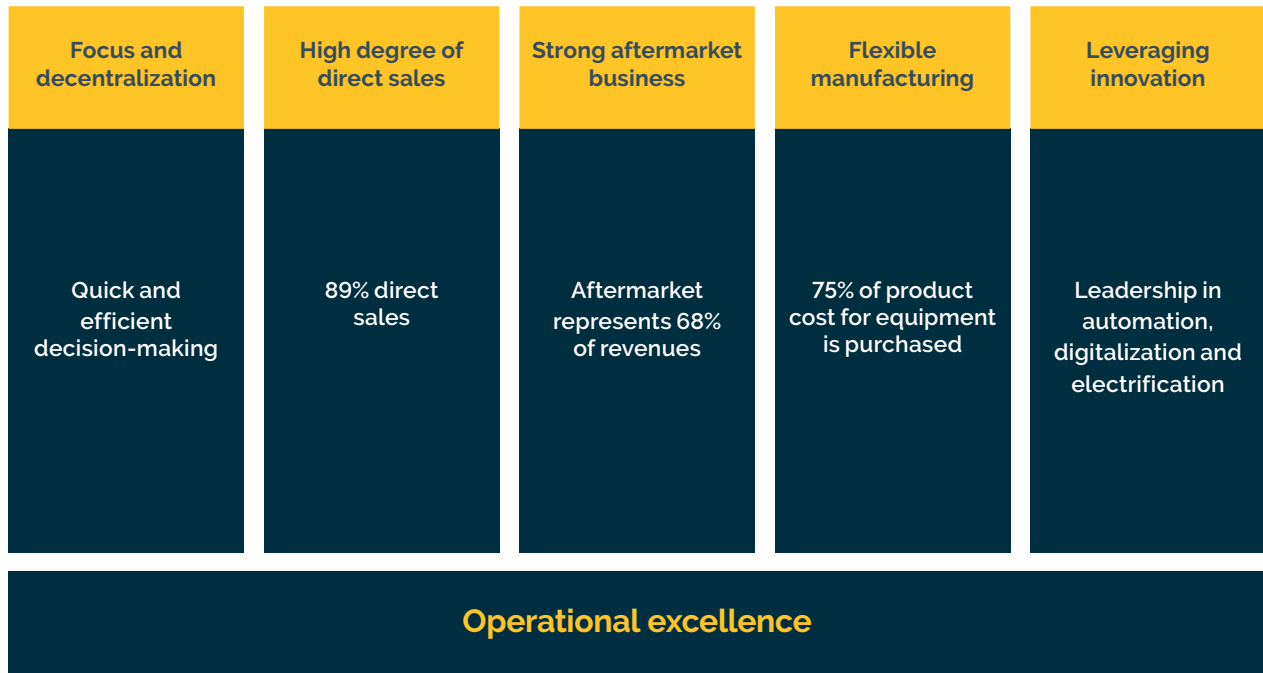 Focus and
decentralization
Quick and
efficient
decision-making
High degree of
direct sales
89% direct
sales
Strong aftermarket
business
Aftermarket
represents 68%
of revenues
Flexible
manufacturing
75% of product
cost for equipment
is purchased
Leveraging
innovation
Leadership in
automation,
digitalization and
electrification
Operational excellence